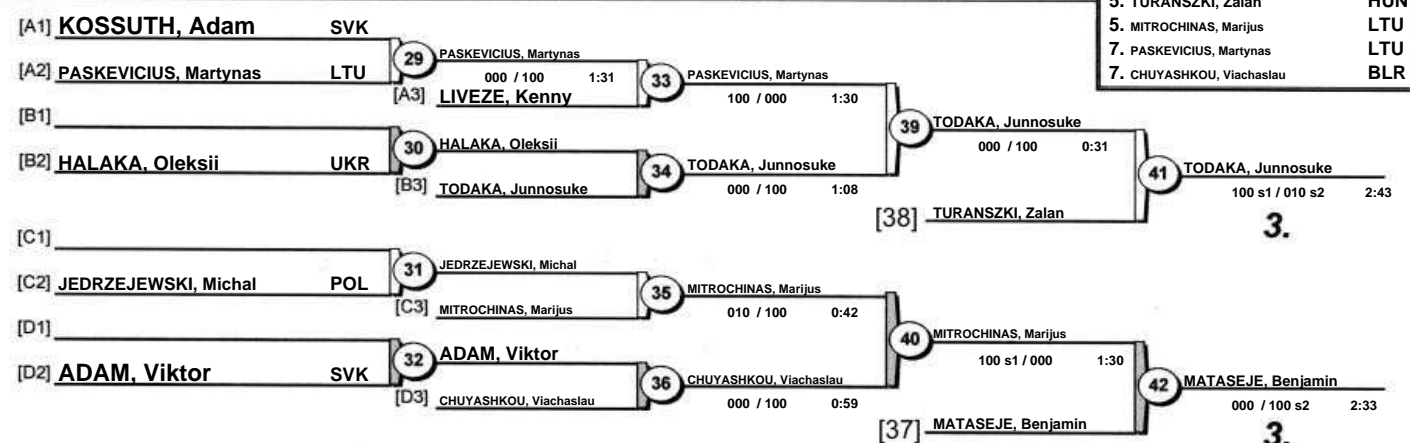 5. TURANSZKI, Zalan HUN
5. MITROCHINAS, Marijus LTU
7. PASKEVICIUS, Martynas LTU
7. CHUYASHKOU, Viachaslau BLR
[A1] KOSSUTH, Adam SVK
29
[A2] PASKEVICIUS, Martynas LTU
PASKEVICIUS, Martynas
000 / 100 1:31
[A3] LIVEZE, Kenny
33
PASKEVICIUS, Martynas
100 / 000 1:30
[B1]
30
[B2] HALAKA, Oleksii UKR
HALAKA, Oleksii
[B3] TODAKA, Junnosuke
34
TODAKA, Junnosuke
000 / 100 1:08
39
TODAKA, Junnosuke
000 / 100 0:31
[38] TURANSZKI, Zalan
41
TODAKA, Junnosuke
100 s1 / 010 s2 2:43
3.
[C1]
31
[C2] JEDRZEJEWSKI, Michal POL
JEDRZEJEWSKI, Michal
[C3] MITROCHINAS, Marijus
35
MITROCHINAS, Marijus
010 / 100 0:42
[D1]
32
[D2] ADAM, Viktor SVK
ADAM, Viktor
[D3] CHUYASHKOU, Viachaslau
36
CHUYASHKOU, Viachaslau
000 / 100 0:59
40
MITROCHINAS, Marijus
100 s1 / 000 1:30
[37] MATASEJE, Benjamin
42
MATASEJE, Benjamin
000 / 100 s2 2:33
3.